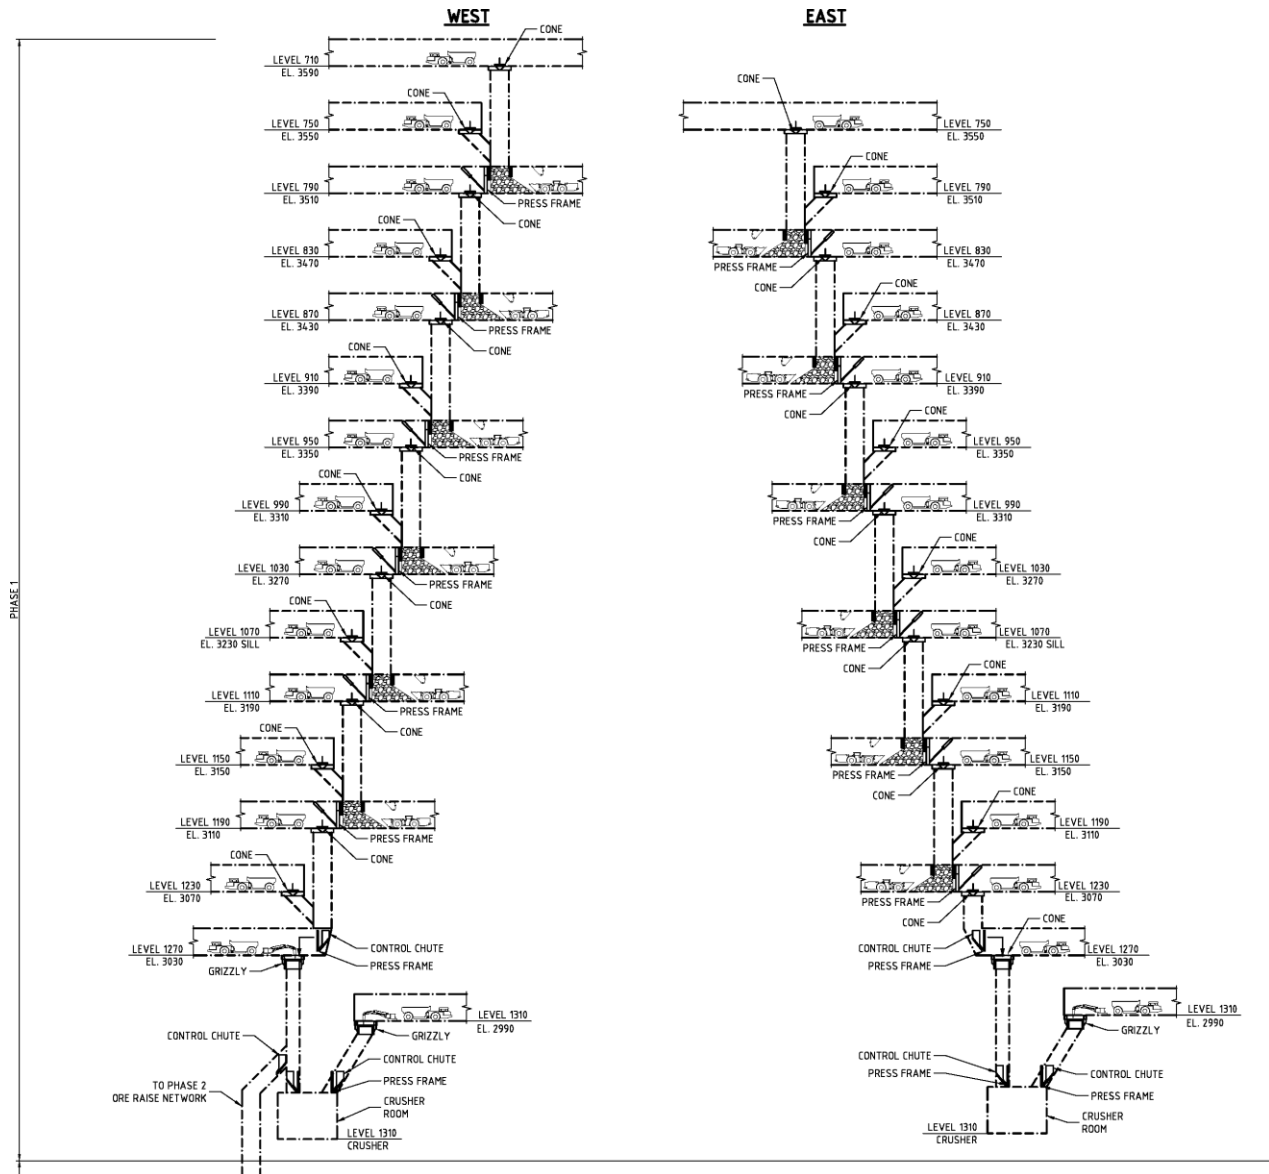 WEST
EAST
PHASE 1
CONE
LEVEL 710
EL. 3590
CONE
LEVEL 750
EL. 3550
LEVEL 790
EL. 3510
PRESS FRAME
CONE
CONE
LEVEL 830
EL. 3470
LEVEL 870
EL. 3430
PRESS FRAME
CONE
CONE
LEVEL 910
EL. 3390
LEVEL 950
EL. 3350
PRESS FRAME
CONE
CONE
LEVEL 990
EL. 3310
LEVEL 1030
EL. 3270
PRESS FRAME
CONE
CONE
LEVEL 1070
EL. 3230 SILL
LEVEL 1110
EL. 3190
PRESS FRAME
CONE
CONE
LEVEL 1150
EL. 3150
LEVEL 1190
EL. 3110
PRESS FRAME
CONE
CONE
LEVEL 1230
EL. 3070
LEVEL 1270
EL. 3030
CONTROL CHUTE
PRESS FRAME
GRIZZLY
LEVEL 1310
EL. 2990
GRIZZLY
CONTROL CHUTE
CONTROL CHUTE
PRESS FRAME
TO PHASE 2
ORE RAISE NETWORK
CRUSHER
ROOM
LEVEL 1310
CRUSHER
CONE
LEVEL 750
EL. 3550
CONE
LEVEL 790
EL. 3510
LEVEL 830
EL. 3470
PRESS FRAME
CONE
CONE
LEVEL 870
EL. 3430
LEVEL 910
EL. 3390
PRESS FRAME
CONE
CONE
LEVEL 950
EL. 3350
LEVEL 990
EL. 3310
PRESS FRAME
CONE
CONE
LEVEL 1030
EL. 3270
LEVEL 1070
EL. 3230 SILL
PRESS FRAME
CONE
CONE
LEVEL 1110
EL. 3190
LEVEL 1150
EL. 3150
PRESS FRAME
CONE
CONE
LEVEL 1190
EL. 3110
LEVEL 1230
EL. 3070
PRESS FRAME
CONE
CONE
CONTROL CHUTE
PRESS FRAME
LEVEL 1270
EL. 3030
LEVEL 1310
EL. 2990
GRIZZLY
CONTROL CHUTE
PRESS FRAME
CONTROL CHUTE
PRESS FRAME
CRUSHER
ROOM
LEVEL 1310
CRUSHER